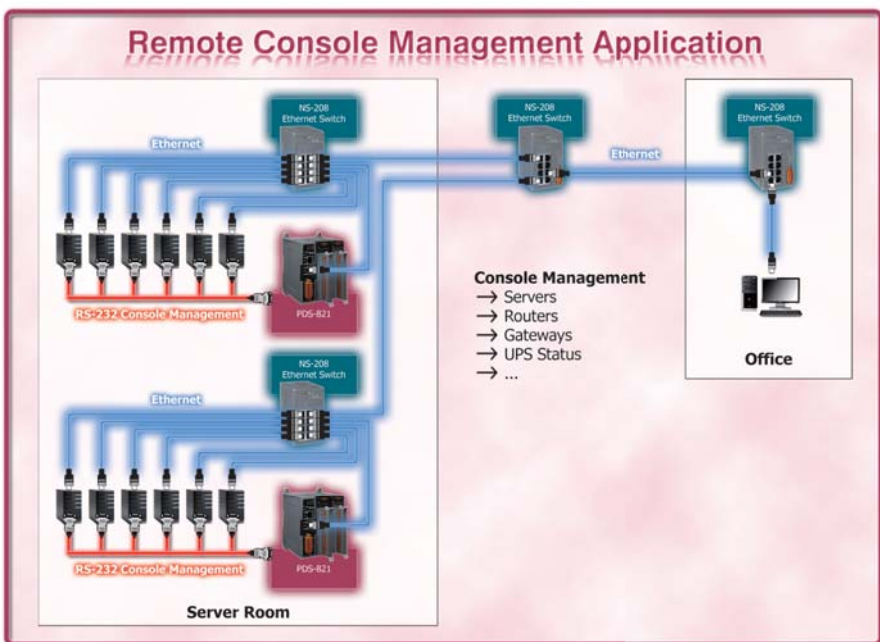 Remote Console Management Application
NS-208
Ethernet Switch
Ethernet
RS-232 Console Management
PDS-821
NS-208
Ethernet Switch
Ethernet
RS-232 Console Management
PDS-821
Server Room
NS-208
Ethernet Switch
Ethernet
Console Management
→ Servers
→ Routers
→ Gateways
→ UPS Status
→ ...
NS-208
Ethernet Switch
Office